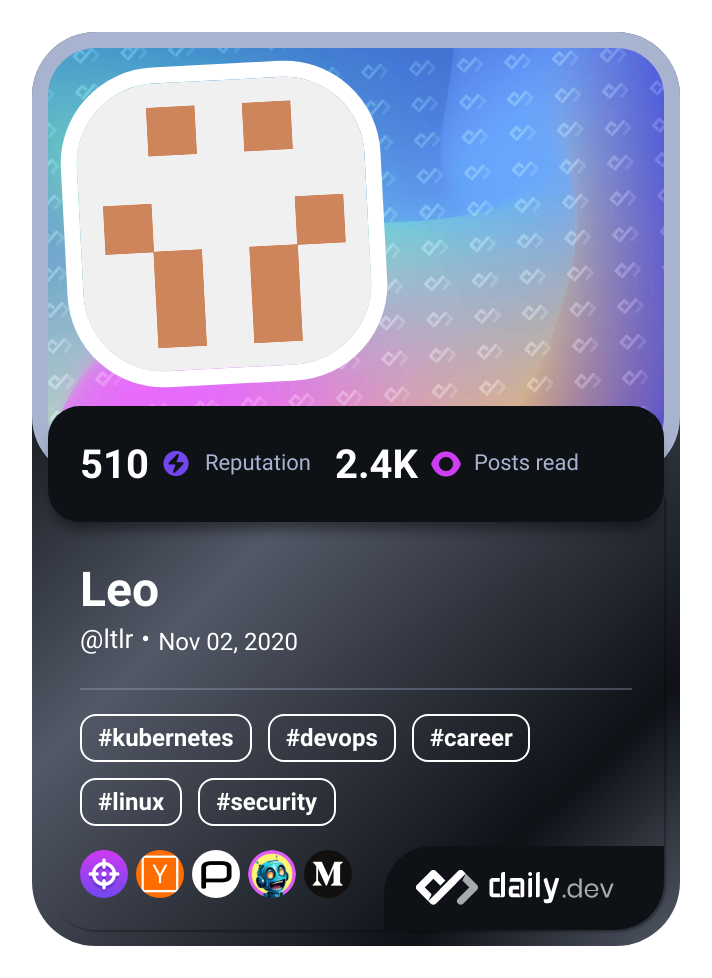 510 Reputation 2.4K Posts read
Leo
@ltlr • Nov 02, 2020
#kubernetes #devops #career
#linux #security
Y P M daily.dev